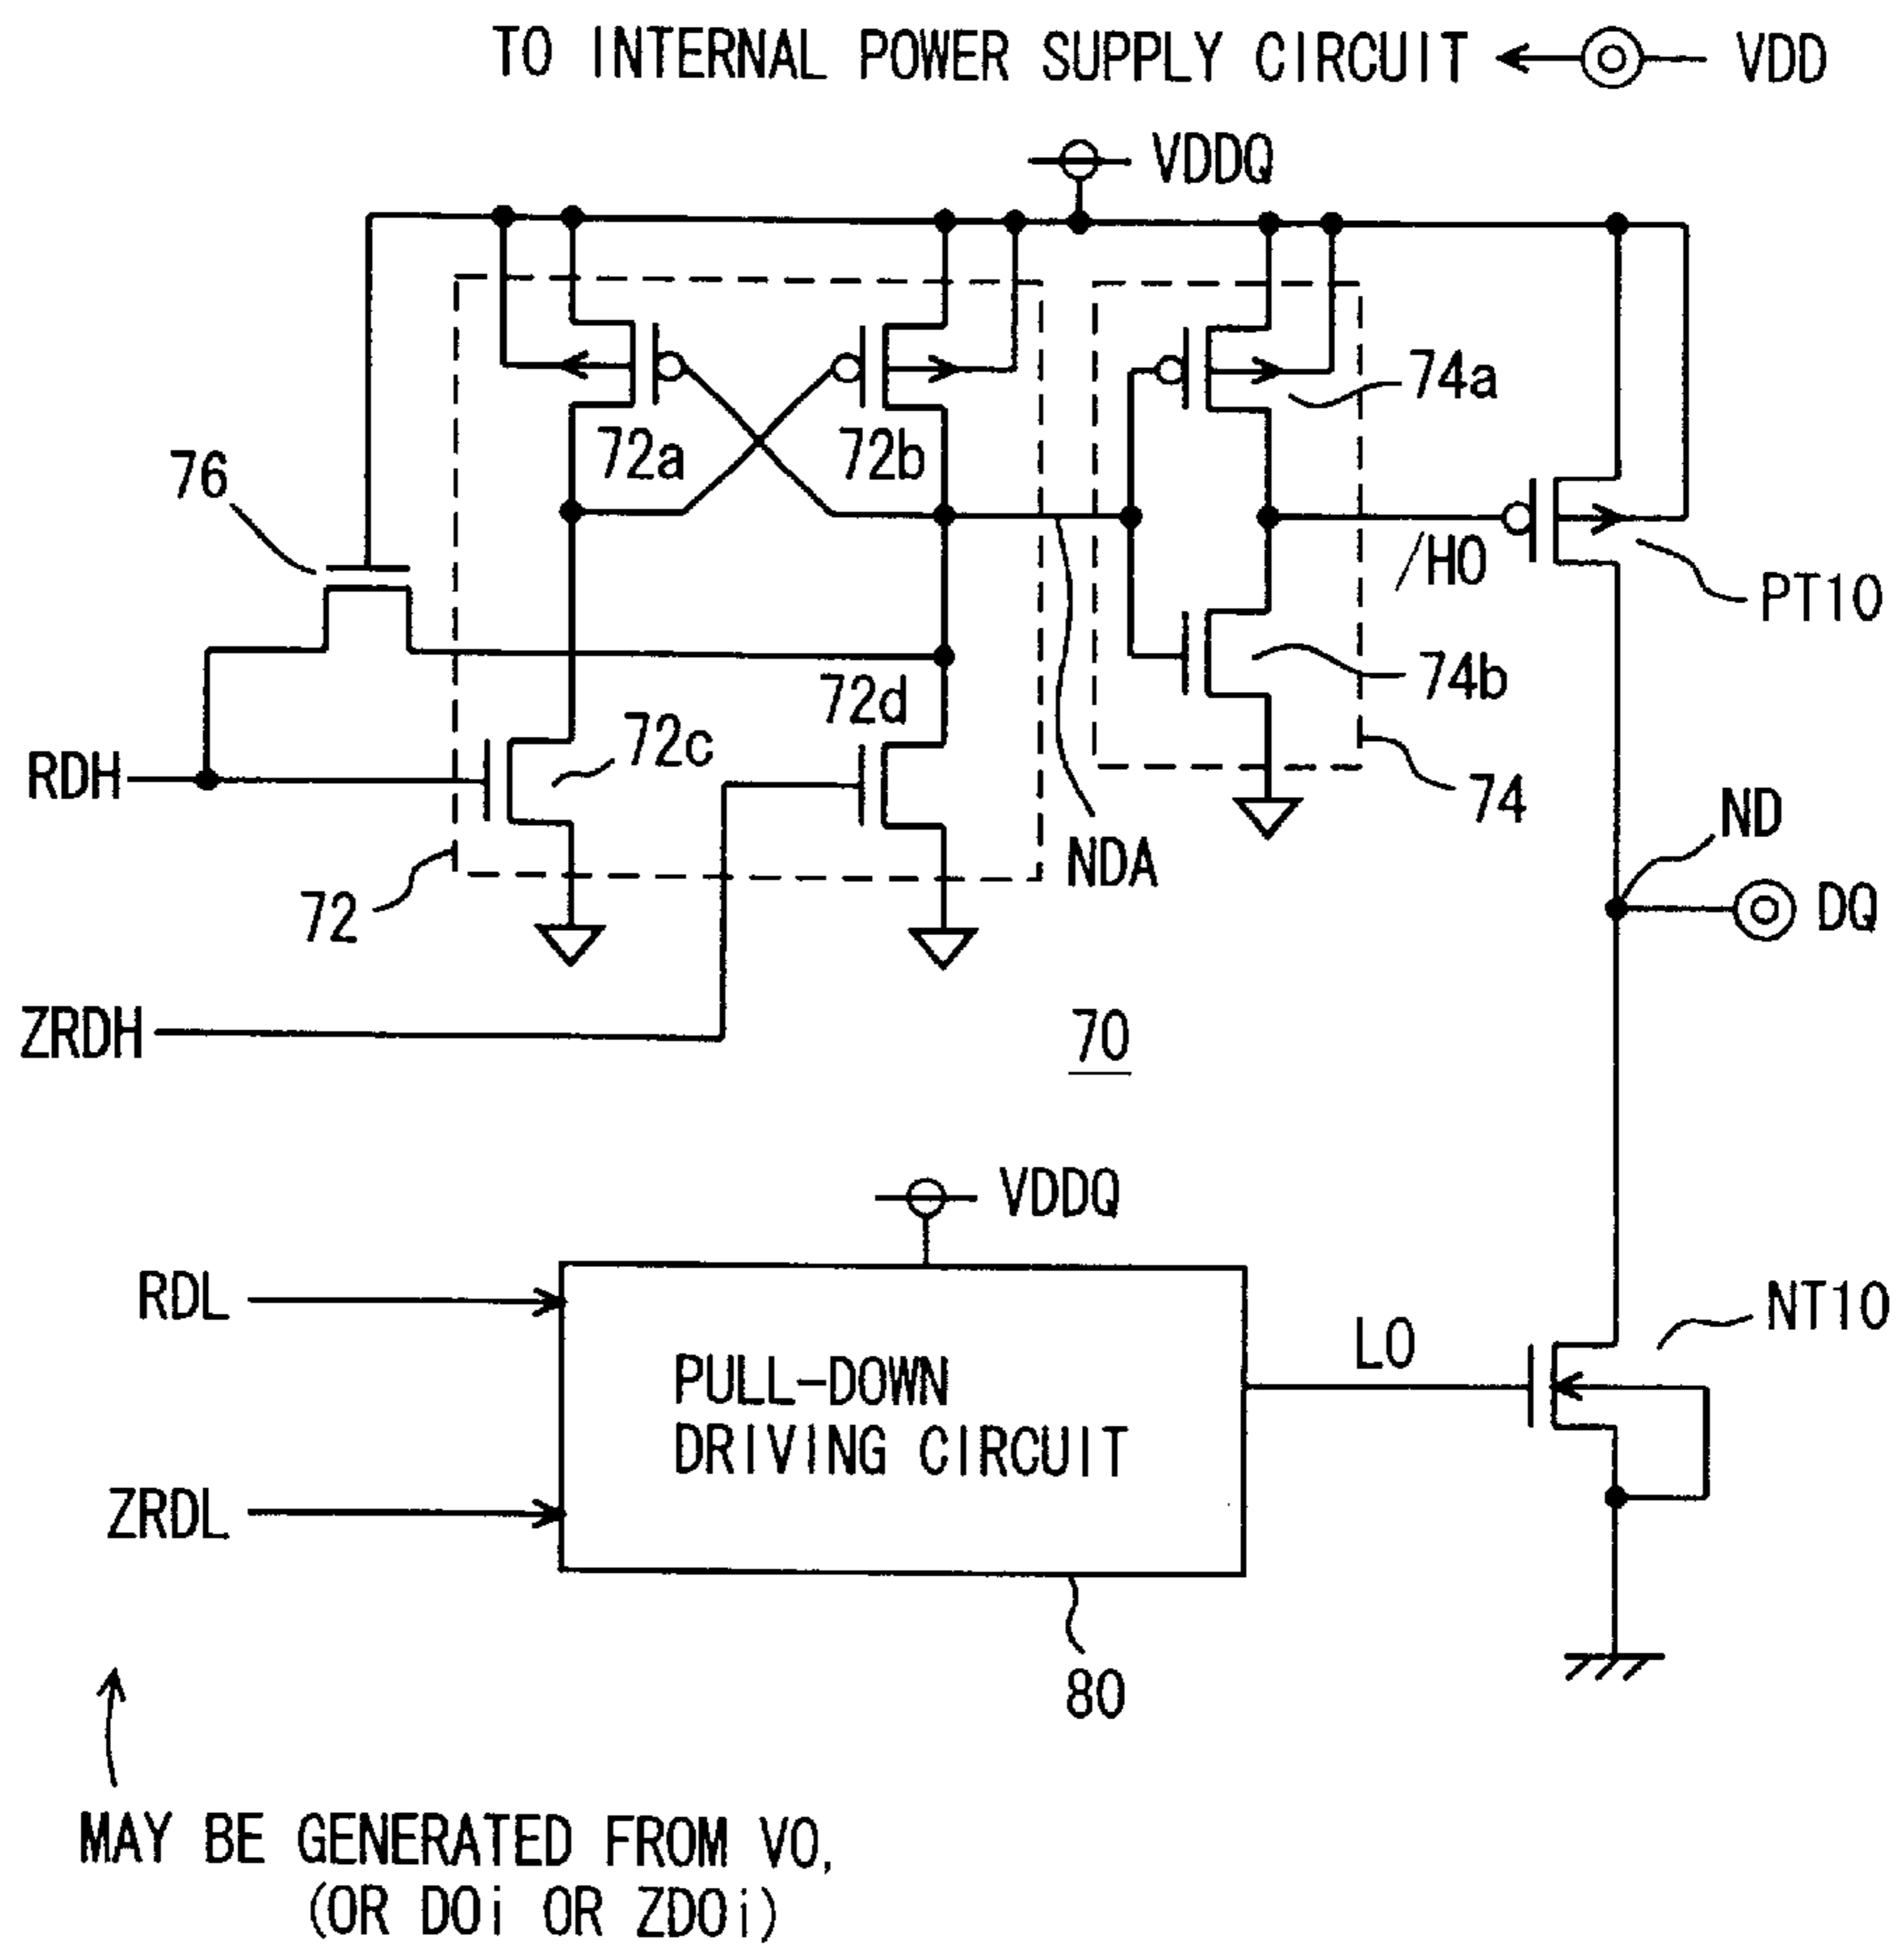 TO INTERNAL POWER SUPPLY CIRCUIT
VDD
VDDQ
74a
72a
72b
76
/HO
PT10
74b
72d
72c
RDH
74
ND
NDA
72
DQ
ZRDH
70
VDDQ
RDL
NT10
LO
PULL-DOWN
DRIVING CIRCUIT
ZRDL
80
MAY BE GENERATED FROM VO,
(OR DOi OR ZDOi)